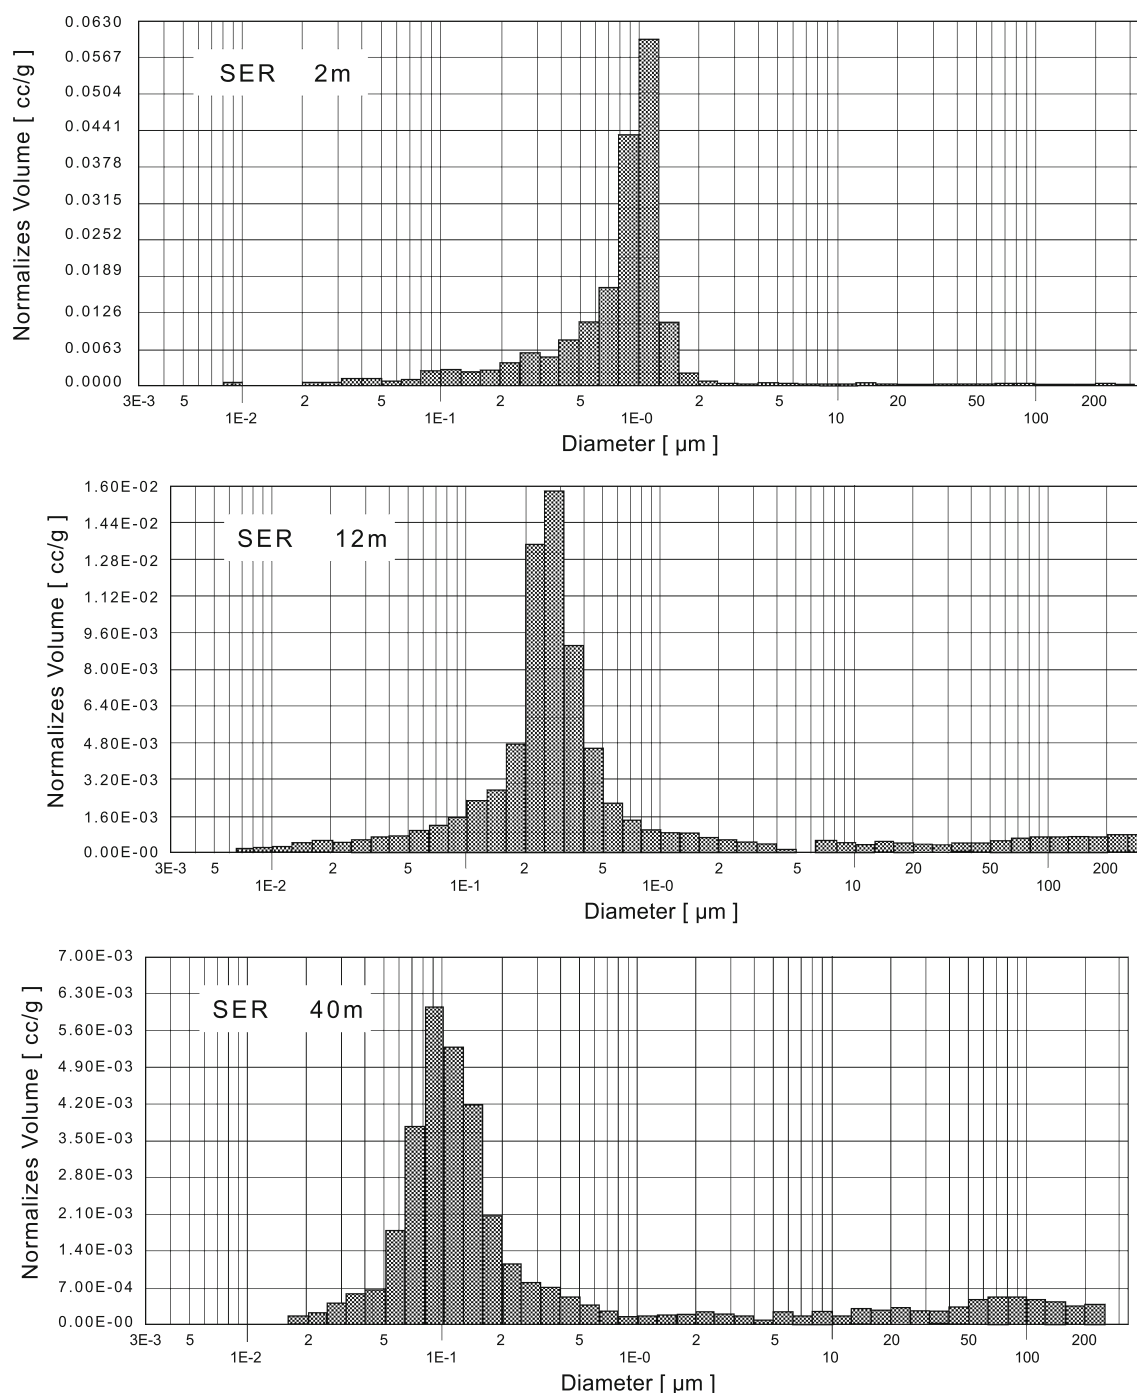 Normalizes Volume [ cc/g ]
0.0630
0.0567
0.0504
0.0441
0.0378
0.0315
0.0252
0.0189
0.0126
0.0063
0.0000
SER 2m
3E-3 5 2 5 2 5 2 5 20 50 200
1E-2 1E-1 1E-0 10 100
Diameter [ µm ]
Normalizes Volume [ cc/g ]
1.60E-02
1.44E-02
1.28E-02
1.12E-02
9.60E-03
8.00E-03
6.40E-03
4.80E-03
3.20E-03
1.60E-03
0.00E-00
SER 12m
3E-3 5 2 5 2 5 2 5 20 50 200
1E-2 1E-1 1E-0 10 100
Diameter [ µm ]
Normalizes Volume [ cc/g ]
7.00E-03
6.30E-03
5.60E-03
4.90E-03
4.20E-03
3.50E-03
2.80E-03
2.10E-03
1.40E-03
7.00E-04
0.00E-00
SER 40m
3E-3 5 2 5 2 5 2 5 20 50 200
1E-2 1E-1 1E-0 10 100
Diameter [ µm ]